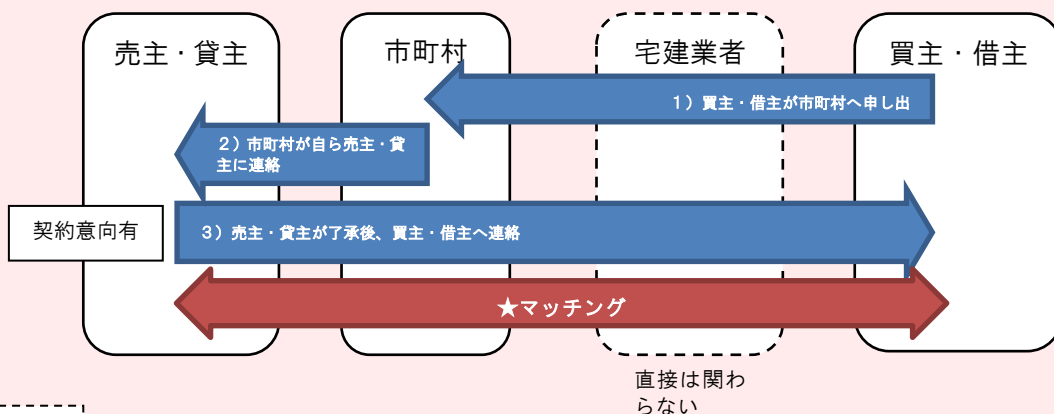 売主・貸主
市町村
宅建業者
買主・借主
1）買主・借主が市町村へ申し出
2）市町村が自ら売主・貸
主に連絡
契約意向有
3）売主・貸主が了承後、買主・借主へ連絡
★マッチング
直接は関わ
らない